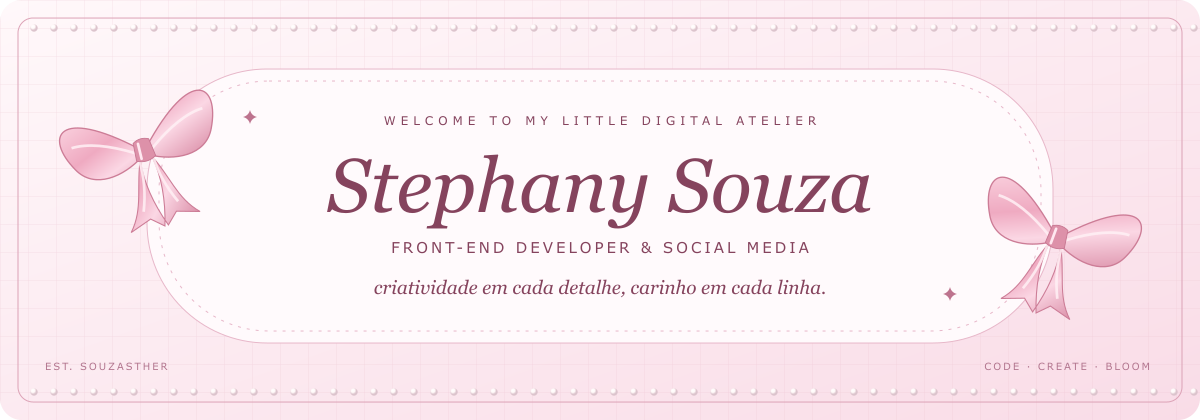 WELCOME TO MY LITTLE DIGITAL ATELIER
Stephany Souza
FRONT-END DEVELOPER & SOCIAL MEDIA
criatividade em cada detalhe, carinho em cada linha.
EST. SOUZASTHER
CODE · CREATE · BLOOM